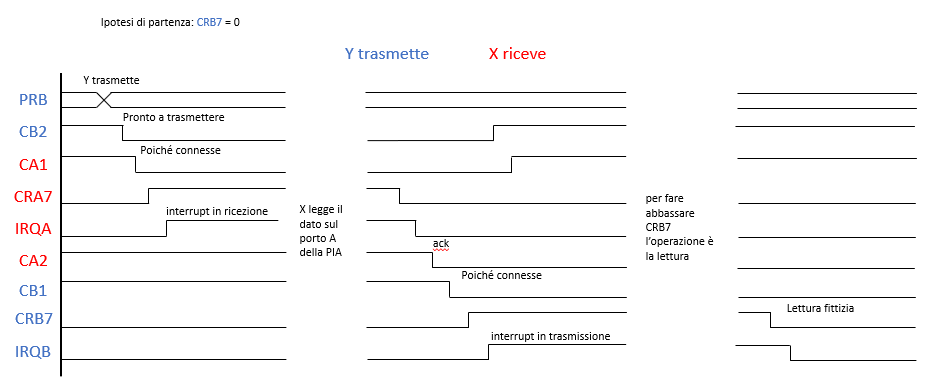 Ipotesi di partenza: CRB7 = 0
Y trasmette
X riceve
Y trasmette
PRB
Pronto a trasmettere
CB2
Poiché connesse
CA1
CRA7
interrupt in ricezione
IRQA
X legge il
dato sul
porto A
della PIA
per fare
abbassare
CRB7
l'operazione è
la lettura
ack
CA2
Poiché connesse
CB1
Lettura fittizia
CRB7
interrupt in trasmissione
IRQB